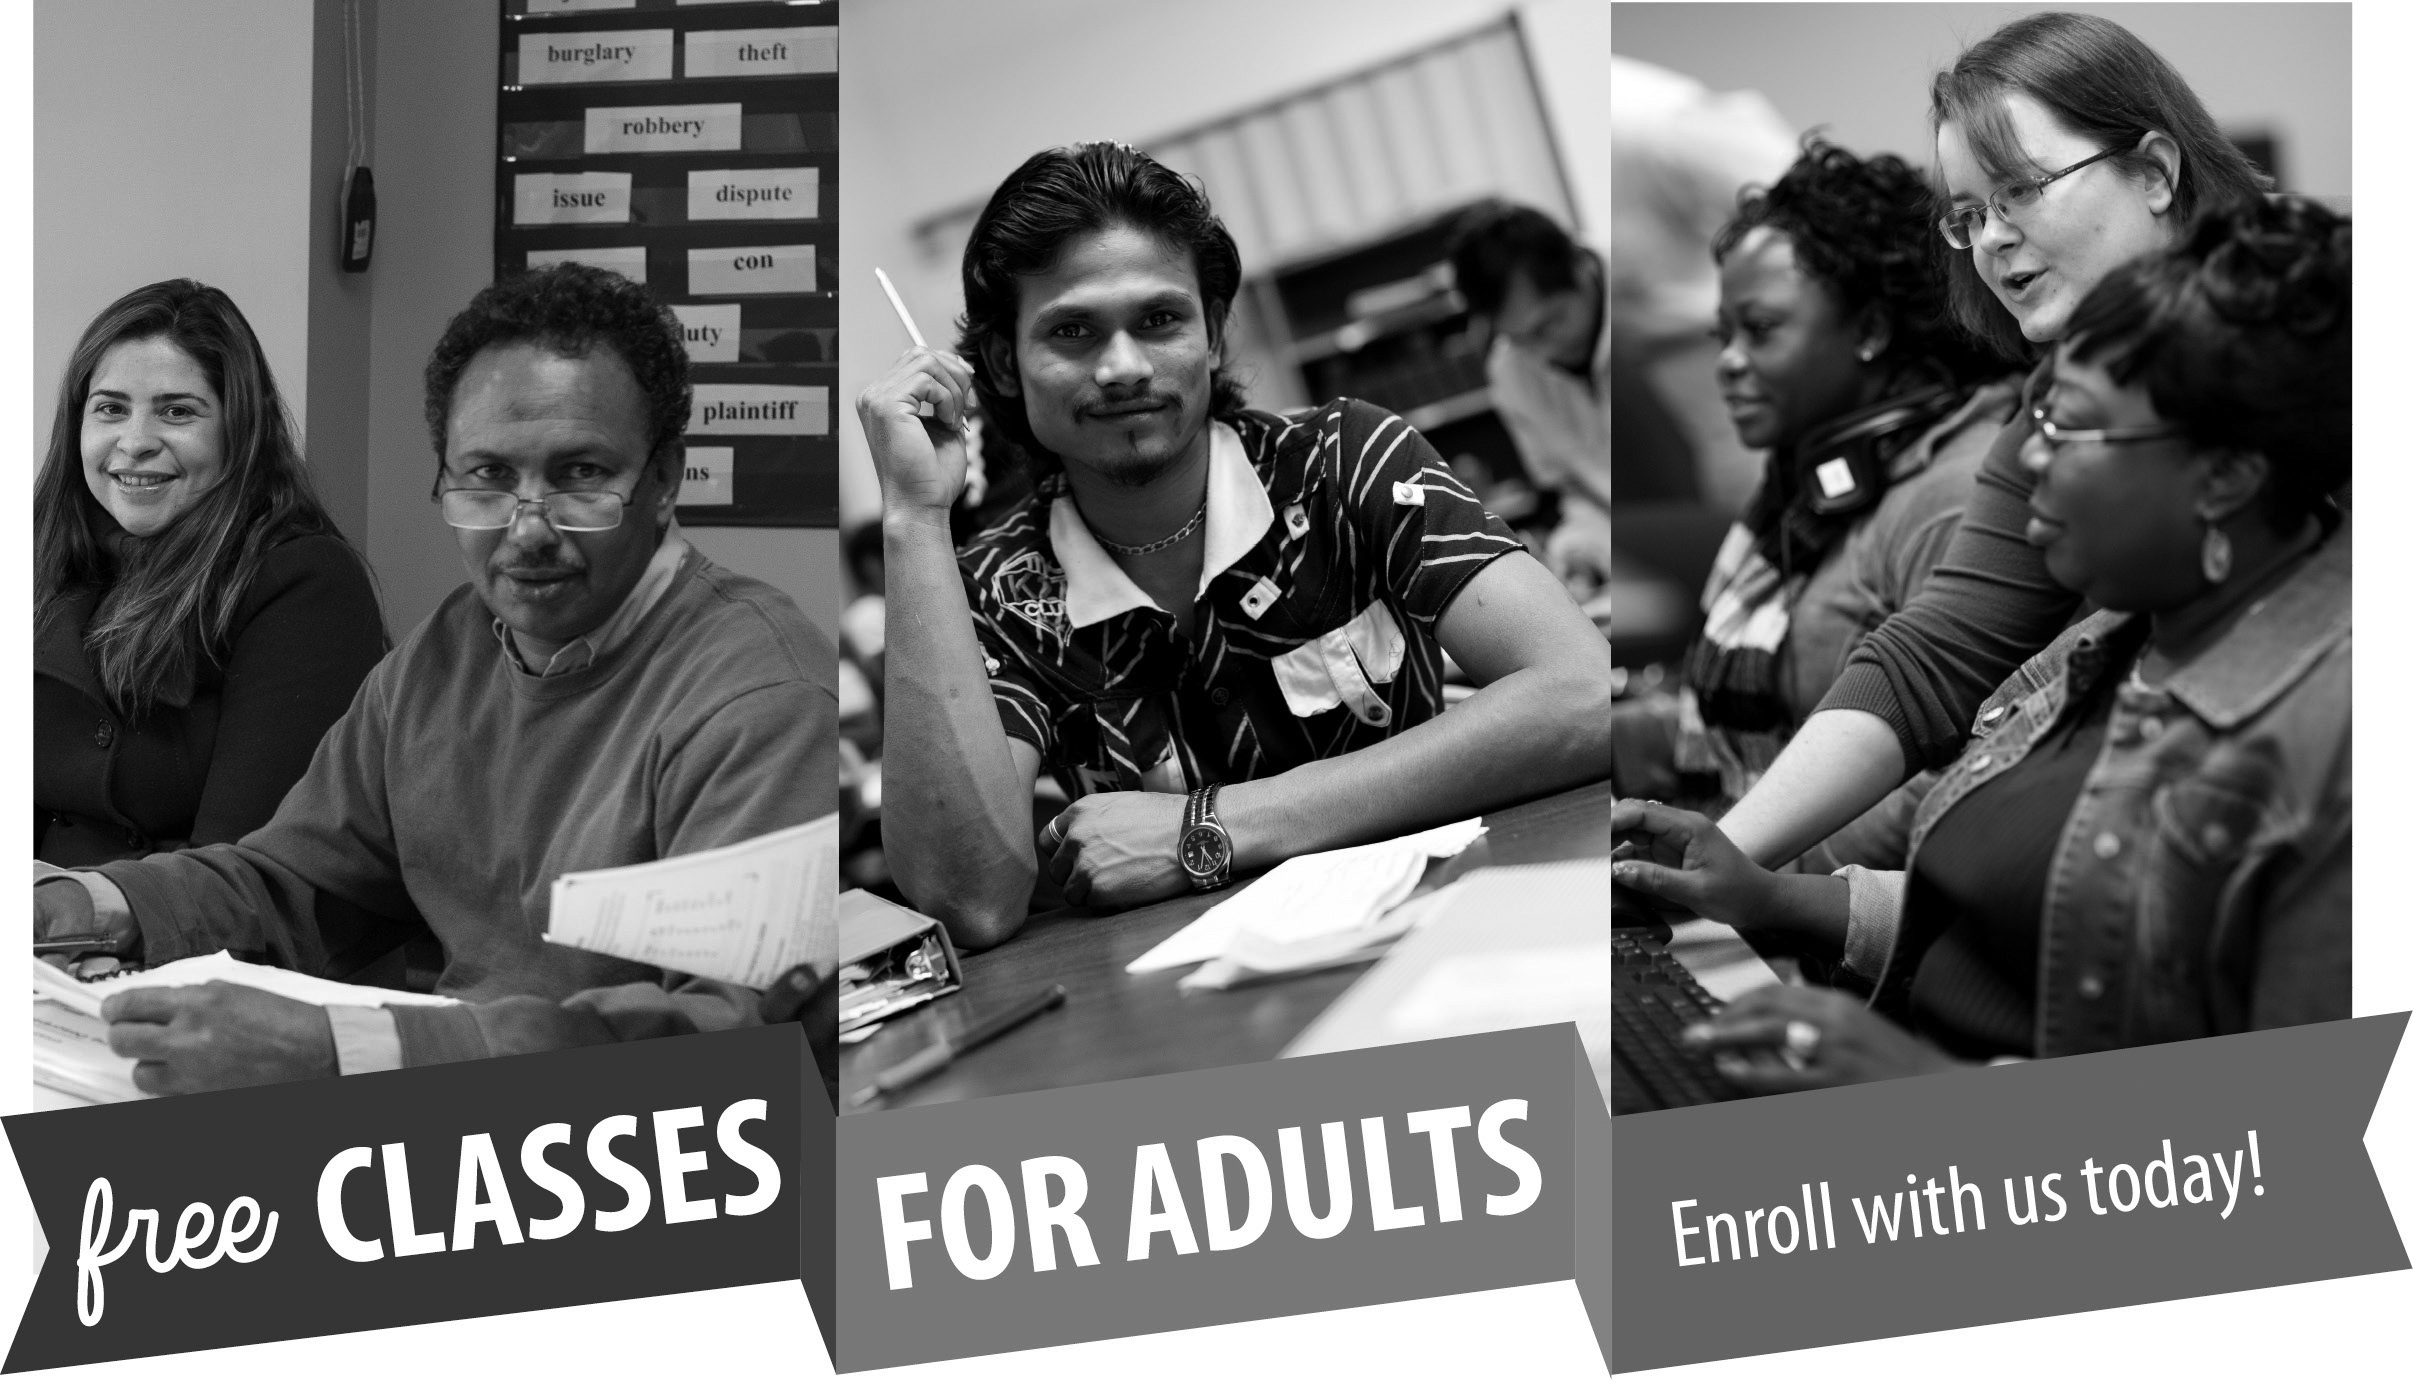 burglary theft
robbery
issue dispute
con
plaintiff
free CLASSES
FOR ADULTS
Enroll with us today!